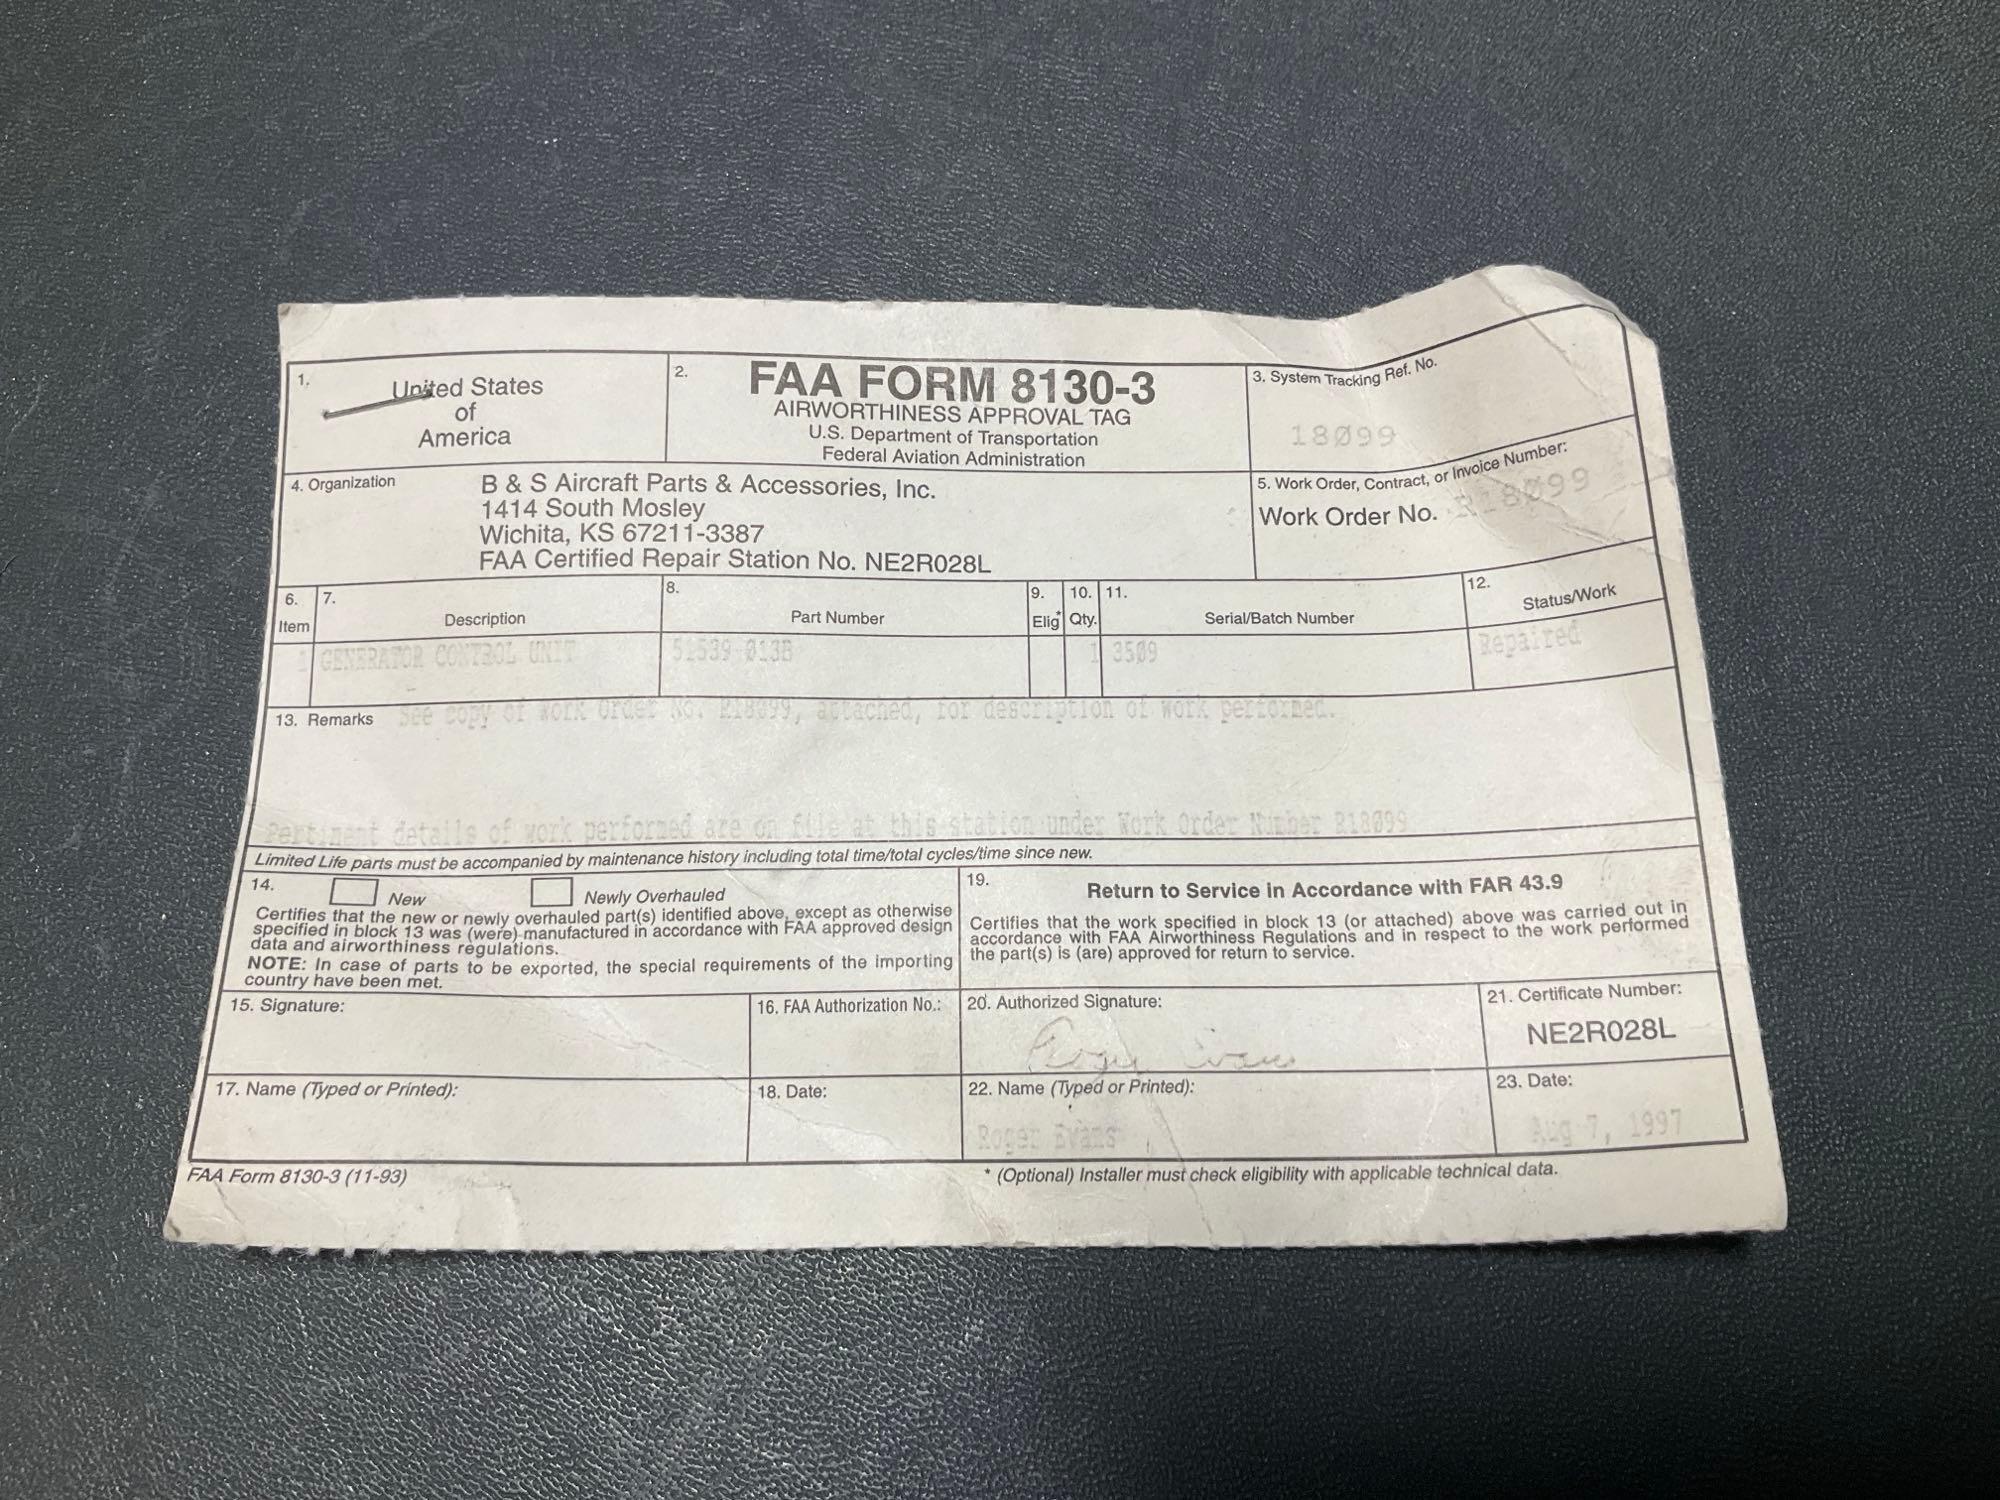 1.
United States
of
America
2.
FAA FORM 8130-3
AIRWORTHINESS APPROVAL TAG
U.S. Department of Transportation
Federal Aviation Administration
3. System Tracking Ref. No.
18099
4. Organization
B & S Aircraft Parts & Accessories, Inc.
1414 South Mosley
Wichita, KS 67211-3387
FAA Certified Repair Station No. NE2R028L
5. Work Order, Contract, or Invoice Number:
Work Order No. R18099
6. Item
7. Description
8. Part Number
9. Elig*
10. Qty.
11. Serial/Batch Number
12. Status/Work
1 GENERATOR CONTROL UNIT 51539 013B 1 3509 Repaired
13. Remarks See copy of Work Order No. R18099, attached, for description of work performed.
Pertinent details of work performed are on file at this station under Work Order Number R18099
Limited Life parts must be accompanied by maintenance history including total time/total cycles/time since new.
14. New Newly Overhauled
Certifies that the new or newly overhauled part(s) identified above, except as otherwise
specified in block 13 was (were) manufactured in accordance with FAA approved design
data and airworthiness regulations.
NOTE: In case of parts to be exported, the special requirements of the importing
country have been met.
19. Return to Service in Accordance with FAR 43.9
Certifies that the work specified in block 13 (or attached) above was carried out in
accordance with FAA Airworthiness Regulations and in respect to the work performed
the part(s) is (are) approved for return to service.
15. Signature:
16. FAA Authorization No.:
20. Authorized Signature:
Roger Evans
21. Certificate Number:
NE2R028L
17. Name (Typed or Printed):
18. Date:
22. Name (Typed or Printed):
Roger Evans
23. Date:
Aug 7, 1997
FAA Form 8130-3 (11-93)
* (Optional) Installer must check eligibility with applicable technical data.